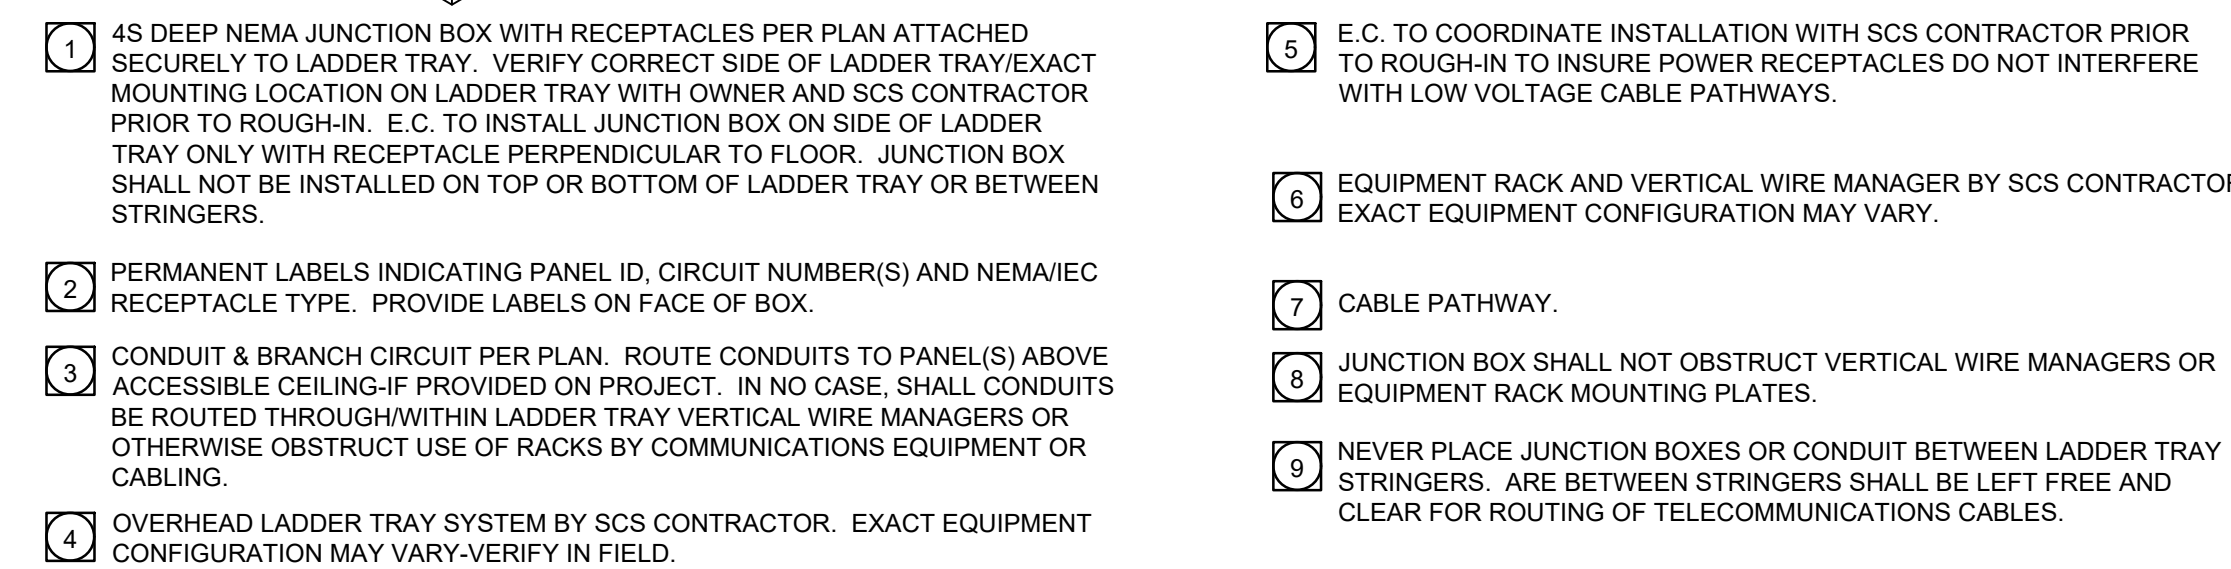 1
4S DEEP NEMA JUNCTION BOX WITH RECEPTACLES PER PLAN ATTACHED
SECURELY TO LADDER TRAY. VERIFY CORRECT SIDE OF LADDER TRAY/EXACT
MOUNTING LOCATION ON LADDER TRAY WITH OWNER AND SCS CONTRACTOR
PRIOR TO ROUGH-IN. E.C. TO INSTALL JUNCTION BOX ON SIDE OF LADDER
TRAY ONLY WITH RECEPTACLE PERPENDICULAR TO FLOOR. JUNCTION BOX
SHALL NOT BE INSTALLED ON TOP OR BOTTOM OF LADDER TRAY OR BETWEEN
STRINGERS.
2
PERMANENT LABELS INDICATING PANEL ID, CIRCUIT NUMBER(S) AND NEMA/IEC
RECEPTACLE TYPE. PROVIDE LABELS ON FACE OF BOX.
3
CONDUIT & BRANCH CIRCUIT PER PLAN. ROUTE CONDUITS TO PANEL(S) ABOVE
ACCESSIBLE CEILING-IF PROVIDED ON PROJECT. IN NO CASE, SHALL CONDUITS
BE ROUTED THROUGH/WITHIN LADDER TRAY VERTICAL WIRE MANAGERS OR
OTHERWISE OBSTRUCT USE OF RACKS BY COMMUNICATIONS EQUIPMENT OR
CABLING.
4
OVERHEAD LADDER TRAY SYSTEM BY SCS CONTRACTOR. EXACT EQUIPMENT
CONFIGURATION MAY VARY-VERIFY IN FIELD.
5
E.C. TO COORDINATE INSTALLATION WITH SCS CONTRACTOR PRIOR
TO ROUGH-IN TO INSURE POWER RECEPTACLES DO NOT INTERFERE
WITH LOW VOLTAGE CABLE PATHWAYS.
6
EQUIPMENT RACK AND VERTICAL WIRE MANAGER BY SCS CONTRACTOR
EXACT EQUIPMENT CONFIGURATION MAY VARY.
7
CABLE PATHWAY.
8
JUNCTION BOX SHALL NOT OBSTRUCT VERTICAL WIRE MANAGERS OR
EQUIPMENT RACK MOUNTING PLATES.
9
NEVER PLACE JUNCTION BOXES OR CONDUIT BETWEEN LADDER TRAY
STRINGERS. ARE BETWEEN STRINGERS SHALL BE LEFT FREE AND
CLEAR FOR ROUTING OF TELECOMMUNICATIONS CABLES.